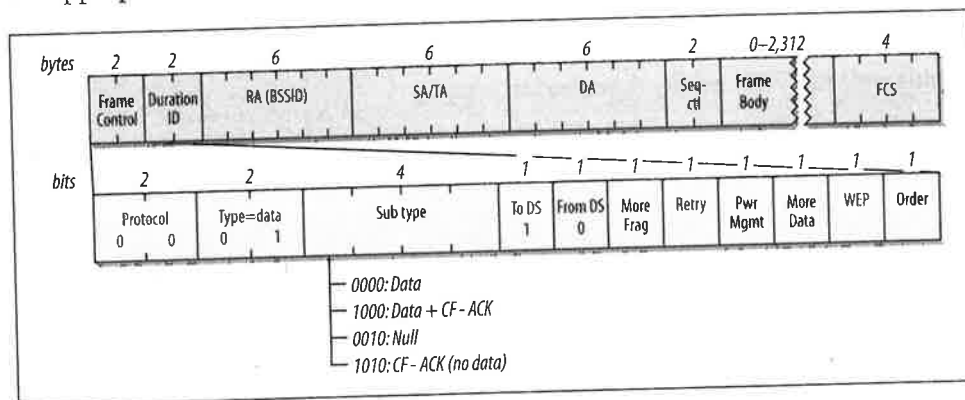 bytes 2 2 6 6 6 2 0–2,312 4
Frame Control Duration ID RA (BSSID) SA/TA DA Seq-ctl Frame Body FCS
bits 2 2 4 1 1 1 1 1 1 1 1
Protocol Type=data Sub type To DS From DS More Frag Retry Pwr Mgmt More Data WEP Order
0 0 0 1 1 0
0000: Data
1000: Data + CF - ACK
0010: Null
1010: CF - ACK (no data)